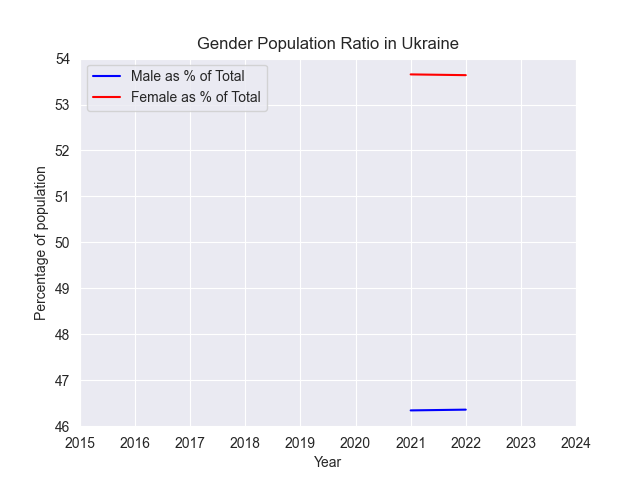 Gender Population Ratio in Ukraine
Male as % of Total
Female as % of Total
Percentage of population
54
53
52
51
50
49
48
47
46
2015 2016 2017 2018 2019 2020 2021 2022 2023 2024
Year